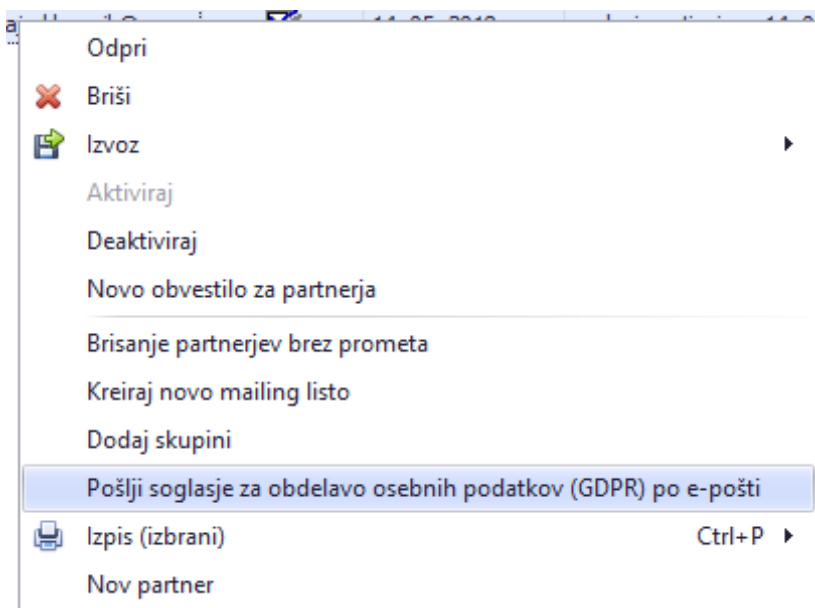 Odpri
Briši
Izvoz
Aktiviraj
Deaktiviraj
Novo obvestilo za partnerja
Brisanje partnerjev brez prometa
Kreiraj novo mailing listo
Dodaj skupini
Pošlji soglasje za obdelavo osebnih podatkov (GDPR) po e-pošti
Izpis (izbrani) Ctrl+P
Nov partner